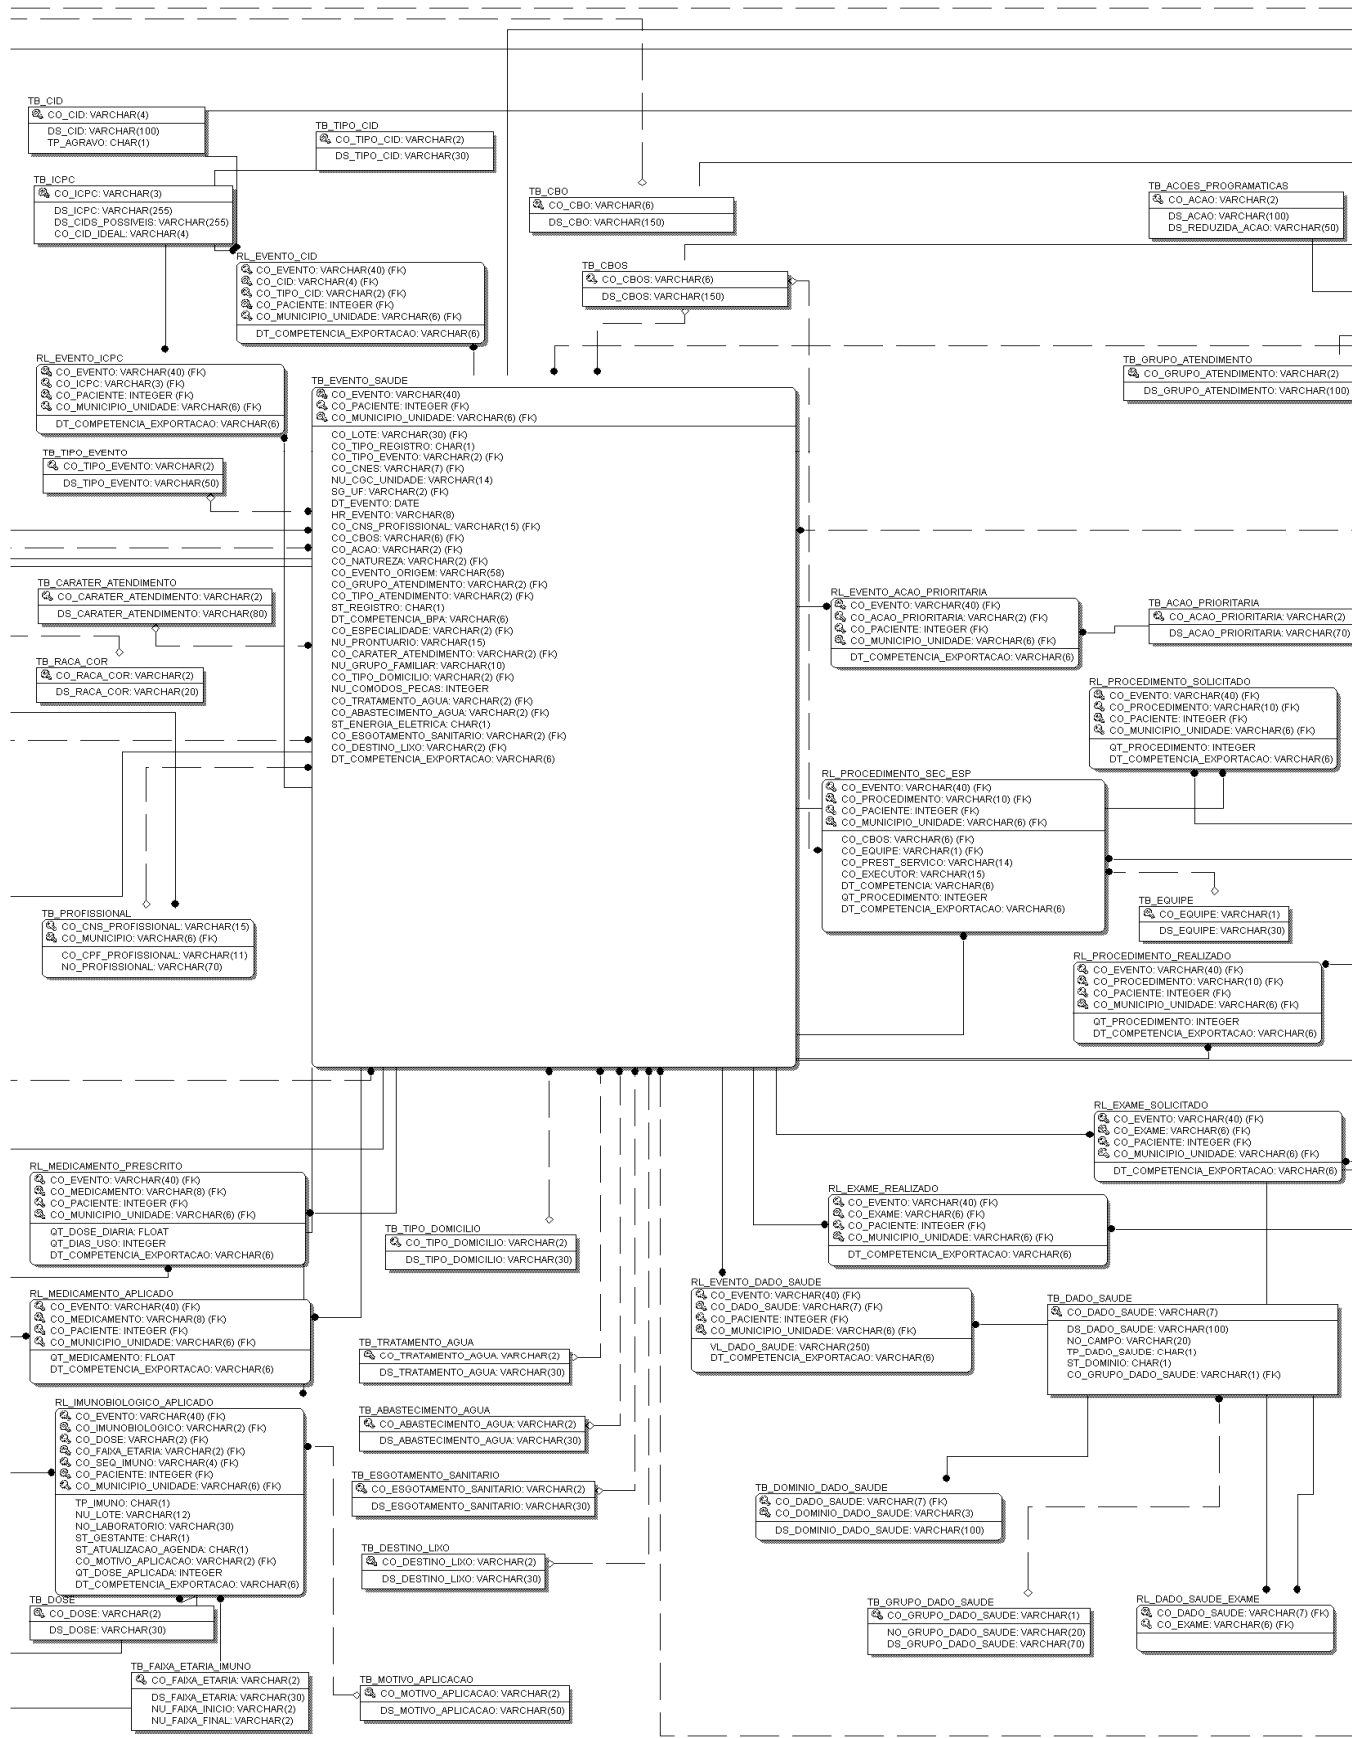 TB_CID
CO_CID: VARCHAR(4)
DS_CID: VARCHAR(100)
TP_AGRAVO: CHAR(1)
TB_TIPO_CID
CO_TIPO_CID: VARCHAR(2)
DS_TIPO_CID: VARCHAR(30)
TB_ICPC
CO_ICPC: VARCHAR(3)
DS_ICPC: VARCHAR(255)
DS_CIDS_POSSIVEIS: VARCHAR(255)
CO_CID_IDEAL: VARCHAR(4)
TB_CBO
CO_CBO: VARCHAR(6)
DS_CBO: VARCHAR(150)
TB_ACOES_PROGRAMATICAS
CO_ACAO: VARCHAR(2)
DS_ACAO: VARCHAR(100)
DS_REDUZIDA_ACAO: VARCHAR(50)
RL_EVENTO_CID
CO_EVENTO: VARCHAR(40) (FK)
CO_CID: VARCHAR(4) (FK)
CO_TIPO_CID: VARCHAR(2) (FK)
CO_PACIENTE: INTEGER (FK)
CO_MUNICIPIO_UNIDADE: VARCHAR(6) (FK)
DT_COMPETENCIA_EXPORTACAO: VARCHAR(6)
TB_CBOS
CO_CBOS: VARCHAR(6)
DS_CBOS: VARCHAR(150)
RL_EVENTO_ICPC
CO_EVENTO: VARCHAR(40) (FK)
CO_ICPC: VARCHAR(3) (FK)
CO_PACIENTE: INTEGER (FK)
CO_MUNICIPIO_UNIDADE: VARCHAR(6) (FK)
DT_COMPETENCIA_EXPORTACAO: VARCHAR(6)
TB_GRUPO_ATENDIMENTO
CO_GRUPO_ATENDIMENTO: VARCHAR(2)
DS_GRUPO_ATENDIMENTO: VARCHAR(100)
TB_EVENTO_SAUDE
CO_EVENTO: VARCHAR(40)
CO_PACIENTE: INTEGER (FK)
CO_MUNICIPIO_UNIDADE: VARCHAR(6) (FK)
CO_LOTE: VARCHAR(30) (FK)
CO_TIPO_REGISTRO: CHAR(1)
CO_TIPO_EVENTO: VARCHAR(2) (FK)
CO_CNES: VARCHAR(7) (FK)
NU_CGC_UNIDADE: VARCHAR(14)
SG_UF: VARCHAR(2) (FK)
DT_EVENTO: DATE
HR_EVENTO: VARCHAR(8)
CO_CNS_PROFISSIONAL: VARCHAR(15) (FK)
CO_CBOS: VARCHAR(6) (FK)
CO_ACAO: VARCHAR(2) (FK)
CO_NATUREZA: VARCHAR(2) (FK)
CO_EVENTO_ORIGEM: VARCHAR(58)
CO_GRUPO_ATENDIMENTO: VARCHAR(2) (FK)
CO_TIPO_ATENDIMENTO: VARCHAR(2) (FK)
ST_REGISTRO: CHAR(1)
DT_COMPETENCIA_BPA: VARCHAR(6)
CO_ESPECIALIDADE: VARCHAR(2) (FK)
NU_PRONTUARIO: VARCHAR(15)
CO_CARATER_ATENDIMENTO: VARCHAR(2) (FK)
NU_GRUPO_FAMILIAR: VARCHAR(10)
CO_TIPO_DOMICILIO: VARCHAR(2) (FK)
NU_COMODOS_PECAS: INTEGER
CO_TRATAMENTO_AGUA: VARCHAR(2) (FK)
CO_ABASTECIMENTO_AGUA: VARCHAR(2) (FK)
ST_ENERGIA_ELETRICA: CHAR(1)
CO_ESGOTAMENTO_SANITARIO: VARCHAR(2) (FK)
CO_DESTINO_LIXO: VARCHAR(2) (FK)
DT_COMPETENCIA_EXPORTACAO: VARCHAR(6)
TB_TIPO_EVENTO
CO_TIPO_EVENTO: VARCHAR(2)
DS_TIPO_EVENTO: VARCHAR(50)
TB_CARATER_ATENDIMENTO
CO_CARATER_ATENDIMENTO: VARCHAR(2)
DS_CARATER_ATENDIMENTO: VARCHAR(80)
TB_RACA_COR
CO_RACA_COR: VARCHAR(2)
DS_RACA_COR: VARCHAR(20)
RL_EVENTO_ACAO_PRIORITARIA
CO_EVENTO: VARCHAR(40) (FK)
CO_ACAO_PRIORITARIA: VARCHAR(2) (FK)
CO_PACIENTE: INTEGER (FK)
CO_MUNICIPIO_UNIDADE: VARCHAR(6) (FK)
DT_COMPETENCIA_EXPORTACAO: VARCHAR(6)
TB_ACAO_PRIORITARIA
CO_ACAO_PRIORITARIA: VARCHAR(2)
DS_ACAO_PRIORITARIA: VARCHAR(70)
RL_PROCEDIMENTO_SOLICITADO
CO_EVENTO: VARCHAR(40) (FK)
CO_PROCEDIMENTO: VARCHAR(10) (FK)
CO_PACIENTE: INTEGER (FK)
CO_MUNICIPIO_UNIDADE: VARCHAR(6) (FK)
QT_PROCEDIMENTO: INTEGER
DT_COMPETENCIA_EXPORTACAO: VARCHAR(6)
RL_PROCEDIMENTO_SEC_ESP
CO_EVENTO: VARCHAR(40) (FK)
CO_PROCEDIMENTO: VARCHAR(10) (FK)
CO_PACIENTE: INTEGER (FK)
CO_MUNICIPIO_UNIDADE: VARCHAR(6) (FK)
CO_CBOS: VARCHAR(6) (FK)
CO_EQUIPE: VARCHAR(1) (FK)
CO_PREST_SERVICO: VARCHAR(14)
CO_EXECUTOR: VARCHAR(15)
DT_COMPETENCIA: VARCHAR(6)
QT_PROCEDIMENTO: INTEGER
DT_COMPETENCIA_EXPORTACAO: VARCHAR(6)
TB_PROFISSIONAL
CO_CNS_PROFISSIONAL: VARCHAR(15)
CO_MUNICIPIO: VARCHAR(6) (FK)
CO_CPF_PROFISSIONAL: VARCHAR(11)
NO_PROFISSIONAL: VARCHAR(70)
TB_EQUIPE
CO_EQUIPE: VARCHAR(1)
DS_EQUIPE: VARCHAR(30)
RL_PROCEDIMENTO_REALIZADO
CO_EVENTO: VARCHAR(40) (FK)
CO_PROCEDIMENTO: VARCHAR(10) (FK)
CO_PACIENTE: INTEGER (FK)
CO_MUNICIPIO_UNIDADE: VARCHAR(6) (FK)
QT_PROCEDIMENTO: INTEGER
DT_COMPETENCIA_EXPORTACAO: VARCHAR(6)
RL_EXAME_SOLICITADO
CO_EVENTO: VARCHAR(40) (FK)
CO_EXAME: VARCHAR(6) (FK)
CO_PACIENTE: INTEGER (FK)
CO_MUNICIPIO_UNIDADE: VARCHAR(6) (FK)
DT_COMPETENCIA_EXPORTACAO: VARCHAR(6)
RL_MEDICAMENTO_PRESCRITO
CO_EVENTO: VARCHAR(40) (FK)
CO_MEDICAMENTO: VARCHAR(8) (FK)
CO_PACIENTE: INTEGER (FK)
CO_MUNICIPIO_UNIDADE: VARCHAR(6) (FK)
QT_DOSE_DIARIA: FLOAT
QT_DIAS_USO: INTEGER
DT_COMPETENCIA_EXPORTACAO: VARCHAR(6)
RL_EXAME_REALIZADO
CO_EVENTO: VARCHAR(40) (FK)
CO_EXAME: VARCHAR(6) (FK)
CO_PACIENTE: INTEGER (FK)
CO_MUNICIPIO_UNIDADE: VARCHAR(6) (FK)
DT_COMPETENCIA_EXPORTACAO: VARCHAR(6)
TB_TIPO_DOMICILIO
CO_TIPO_DOMICILIO: VARCHAR(2)
DS_TIPO_DOMICILIO: VARCHAR(30)
RL_EVENTO_DADO_SAUDE
CO_EVENTO: VARCHAR(40) (FK)
CO_DADO_SAUDE: VARCHAR(7) (FK)
CO_PACIENTE: INTEGER (FK)
CO_MUNICIPIO_UNIDADE: VARCHAR(6) (FK)
VL_DADO_SAUDE: VARCHAR(250)
DT_COMPETENCIA_EXPORTACAO: VARCHAR(6)
TB_DADO_SAUDE
CO_DADO_SAUDE: VARCHAR(7)
DS_DADO_SAUDE: VARCHAR(100)
NO_CAMPO: VARCHAR(20)
TP_DADO_SAUDE: CHAR(1)
ST_DOMINIO: CHAR(1)
CO_GRUPO_DADO_SAUDE: VARCHAR(1) (FK)
RL_MEDICAMENTO_APLICADO
CO_EVENTO: VARCHAR(40) (FK)
CO_MEDICAMENTO: VARCHAR(8) (FK)
CO_PACIENTE: INTEGER (FK)
CO_MUNICIPIO_UNIDADE: VARCHAR(6) (FK)
QT_MEDICAMENTO: FLOAT
DT_COMPETENCIA_EXPORTACAO: VARCHAR(6)
TB_TRATAMENTO_AGUA
CO_TRATAMENTO_AGUA: VARCHAR(2)
DS_TRATAMENTO_AGUA: VARCHAR(30)
RL_IMUNOBIOLOGICO_APLICADO
CO_EVENTO: VARCHAR(40) (FK)
CO_IMUNOBIOLOGICO: VARCHAR(2) (FK)
CO_DOSE: VARCHAR(2) (FK)
CO_FAIXA_ETARIA: VARCHAR(2) (FK)
CO_SEQ_IMUNO: VARCHAR(4) (FK)
CO_PACIENTE: INTEGER (FK)
CO_MUNICIPIO_UNIDADE: VARCHAR(6) (FK)
TP_IMUNO: CHAR(1)
NU_LOTE: VARCHAR(12)
NO_LABORATORIO: VARCHAR(30)
ST_GESTANTE: CHAR(1)
ST_ATUALIZACAO_AGENDA: CHAR(1)
CO_MOTIVO_APLICACAO: VARCHAR(2) (FK)
QT_DOSE_APLICADA: INTEGER
DT_COMPETENCIA_EXPORTACAO: VARCHAR(6)
TB_ABASTECIMENTO_AGUA
CO_ABASTECIMENTO_AGUA: VARCHAR(2)
DS_ABASTECIMENTO_AGUA: VARCHAR(30)
TB_ESGOTAMENTO_SANITARIO
CO_ESGOTAMENTO_SANITARIO: VARCHAR(2)
DS_ESGOTAMENTO_SANITARIO: VARCHAR(30)
TB_DOMINIO_DADO_SAUDE
CO_DADO_SAUDE: VARCHAR(7) (FK)
CO_DOMINIO_DADO_SAUDE: VARCHAR(3)
DS_DOMINIO_DADO_SAUDE: VARCHAR(100)
TB_DESTINO_LIXO
CO_DESTINO_LIXO: VARCHAR(2)
DS_DESTINO_LIXO: VARCHAR(30)
TB_DOSE
CO_DOSE: VARCHAR(2)
DS_DOSE: VARCHAR(30)
TB_GRUPO_DADO_SAUDE
CO_GRUPO_DADO_SAUDE: VARCHAR(1)
NO_GRUPO_DADO_SAUDE: VARCHAR(20)
DS_GRUPO_DADO_SAUDE: VARCHAR(70)
RL_DADO_SAUDE_EXAME
CO_DADO_SAUDE: VARCHAR(7) (FK)
CO_EXAME: VARCHAR(6) (FK)
TB_FAIXA_ETARIA_IMUNO
CO_FAIXA_ETARIA: VARCHAR(2)
DS_FAIXA_ETARIA: VARCHAR(30)
NU_FAIXA_INICIO: VARCHAR(2)
NU_FAIXA_FINAL: VARCHAR(2)
TB_MOTIVO_APLICACAO
CO_MOTIVO_APLICACAO: VARCHAR(2)
DS_MOTIVO_APLICACAO: VARCHAR(50)